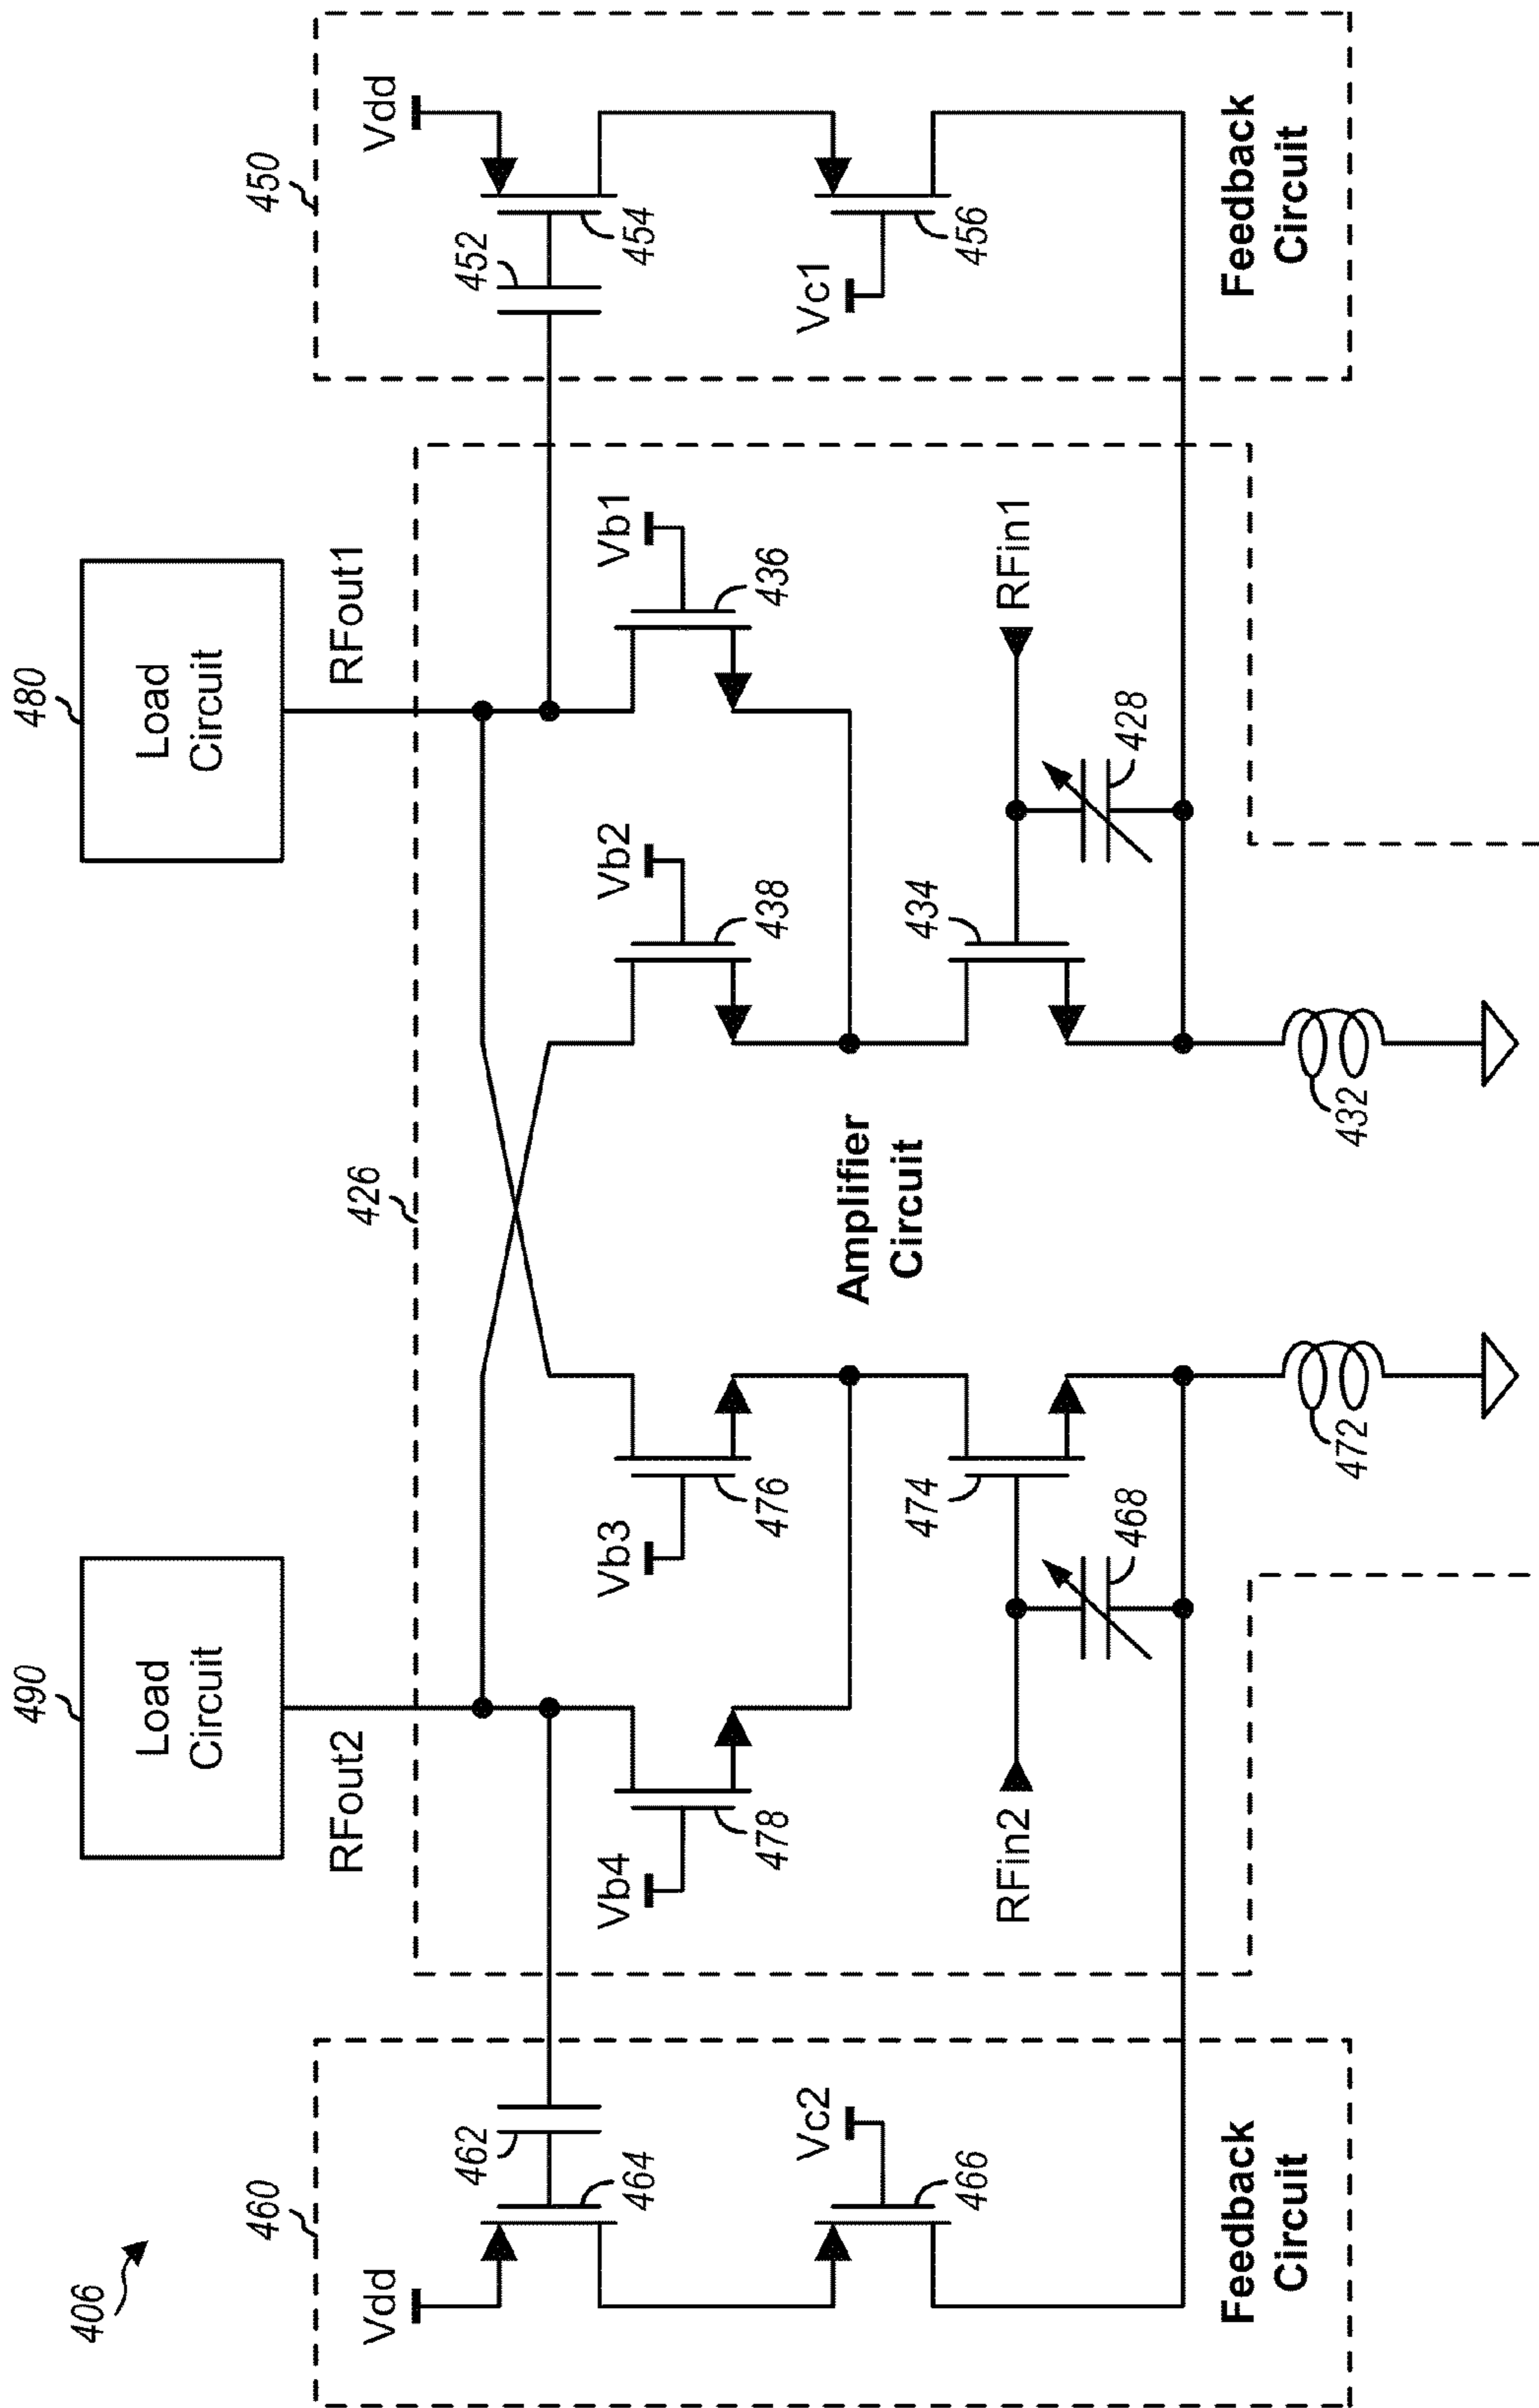 406
490
Load
Circuit
RFout2
480
Load
Circuit
RFout1
460
Vdd
462
464
Vc2
466
Feedback
Circuit
426
Vb4
478
Vb3
476
Vb2
438
Vb1
436
RFin2
474
468
Amplifier
Circuit
434
RFin1
428
472
432
450
Vdd
452
454
Vc1
456
Feedback
Circuit